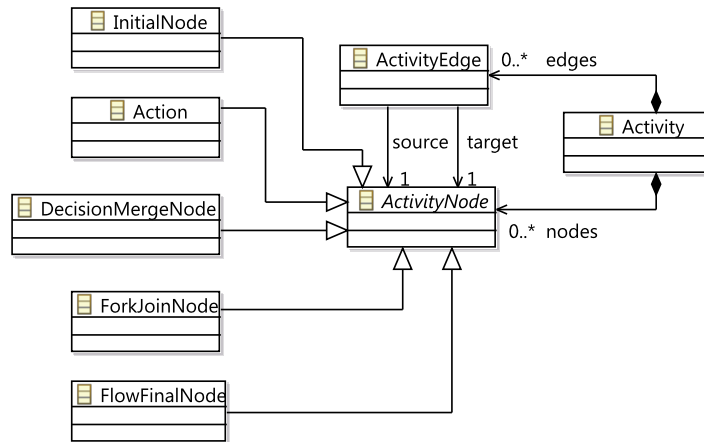 InitialNode
ActivityEdge
0..* edges
Action
Activity
source
target
1
1
DecisionMergeNode
ActivityNode
0..* nodes
ForkJoinNode
FlowFinalNode